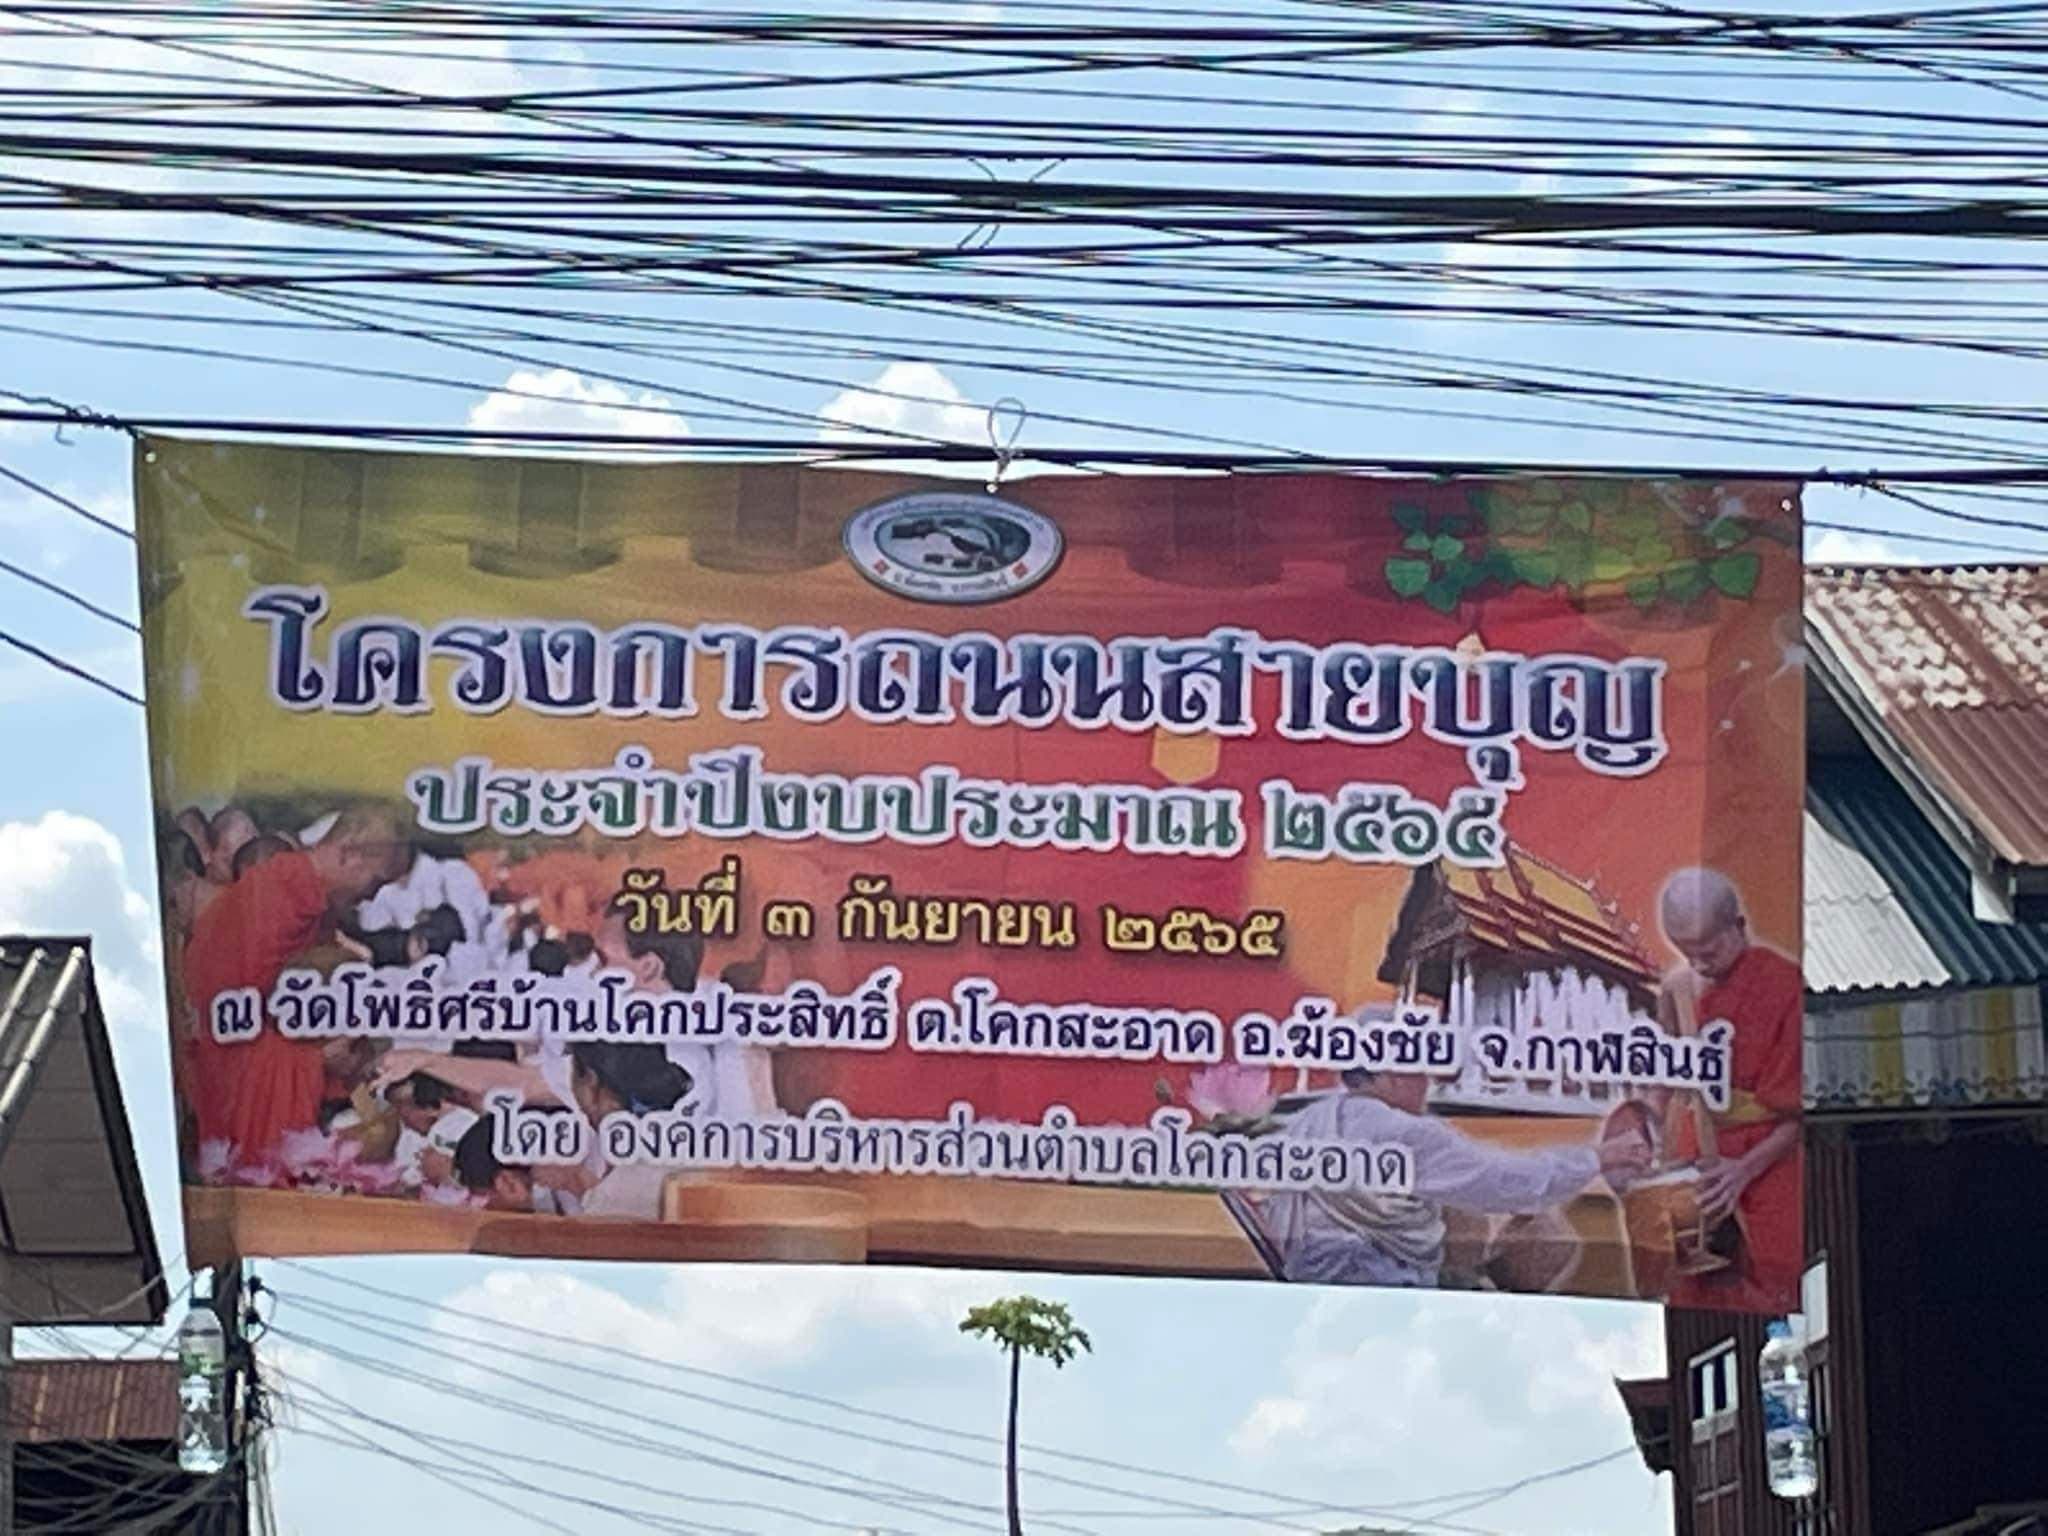 โครงการถนนสายบุญ
ประจำปีงบประมาณ ๒๕๖๕
วันที่ ๓ กันยายน ๒๕๖๕
ณ วัดโพธิ์ศรีบ้านโคกประสิทธิ์ ต.โคกสะอาด อ.ฆ้องชัย จ.กาฬสินธุ์
โดย องค์การบริหารส่วนตำบลโคกสะอาด